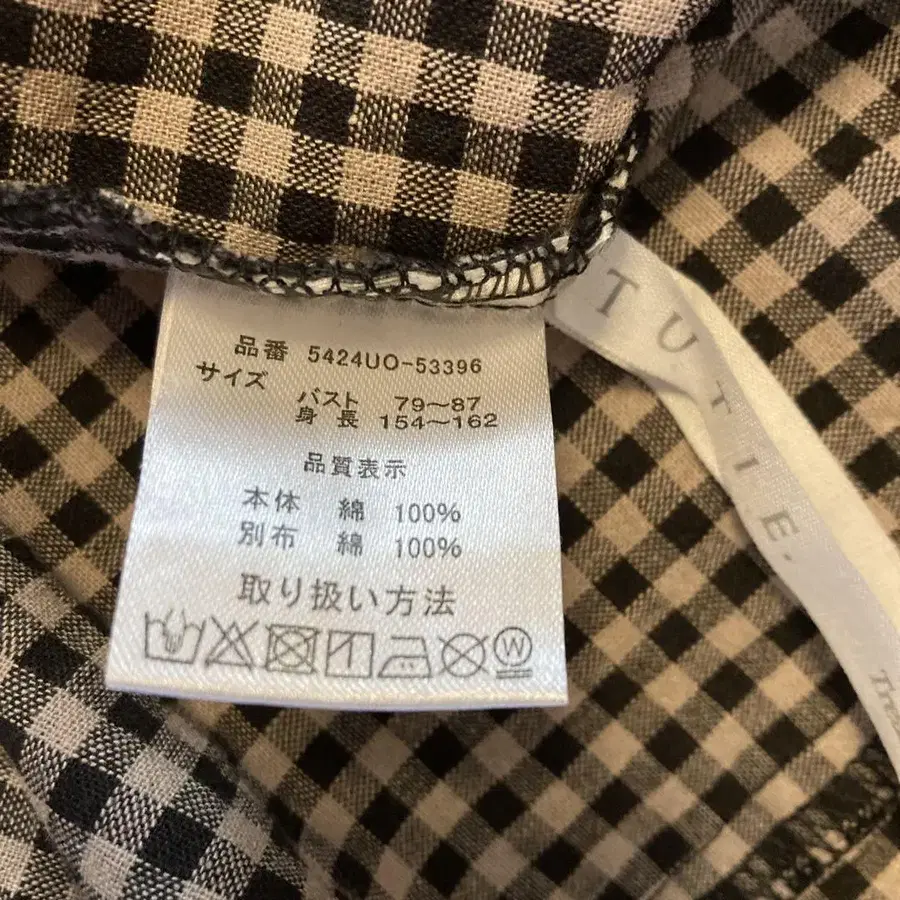 品番 5424UO-53396
サイズ
バスト 79～87
身長 154～162
品質表示
本体 綿 100%
別布 綿 100%
取り扱い方法
W
TUTIE.